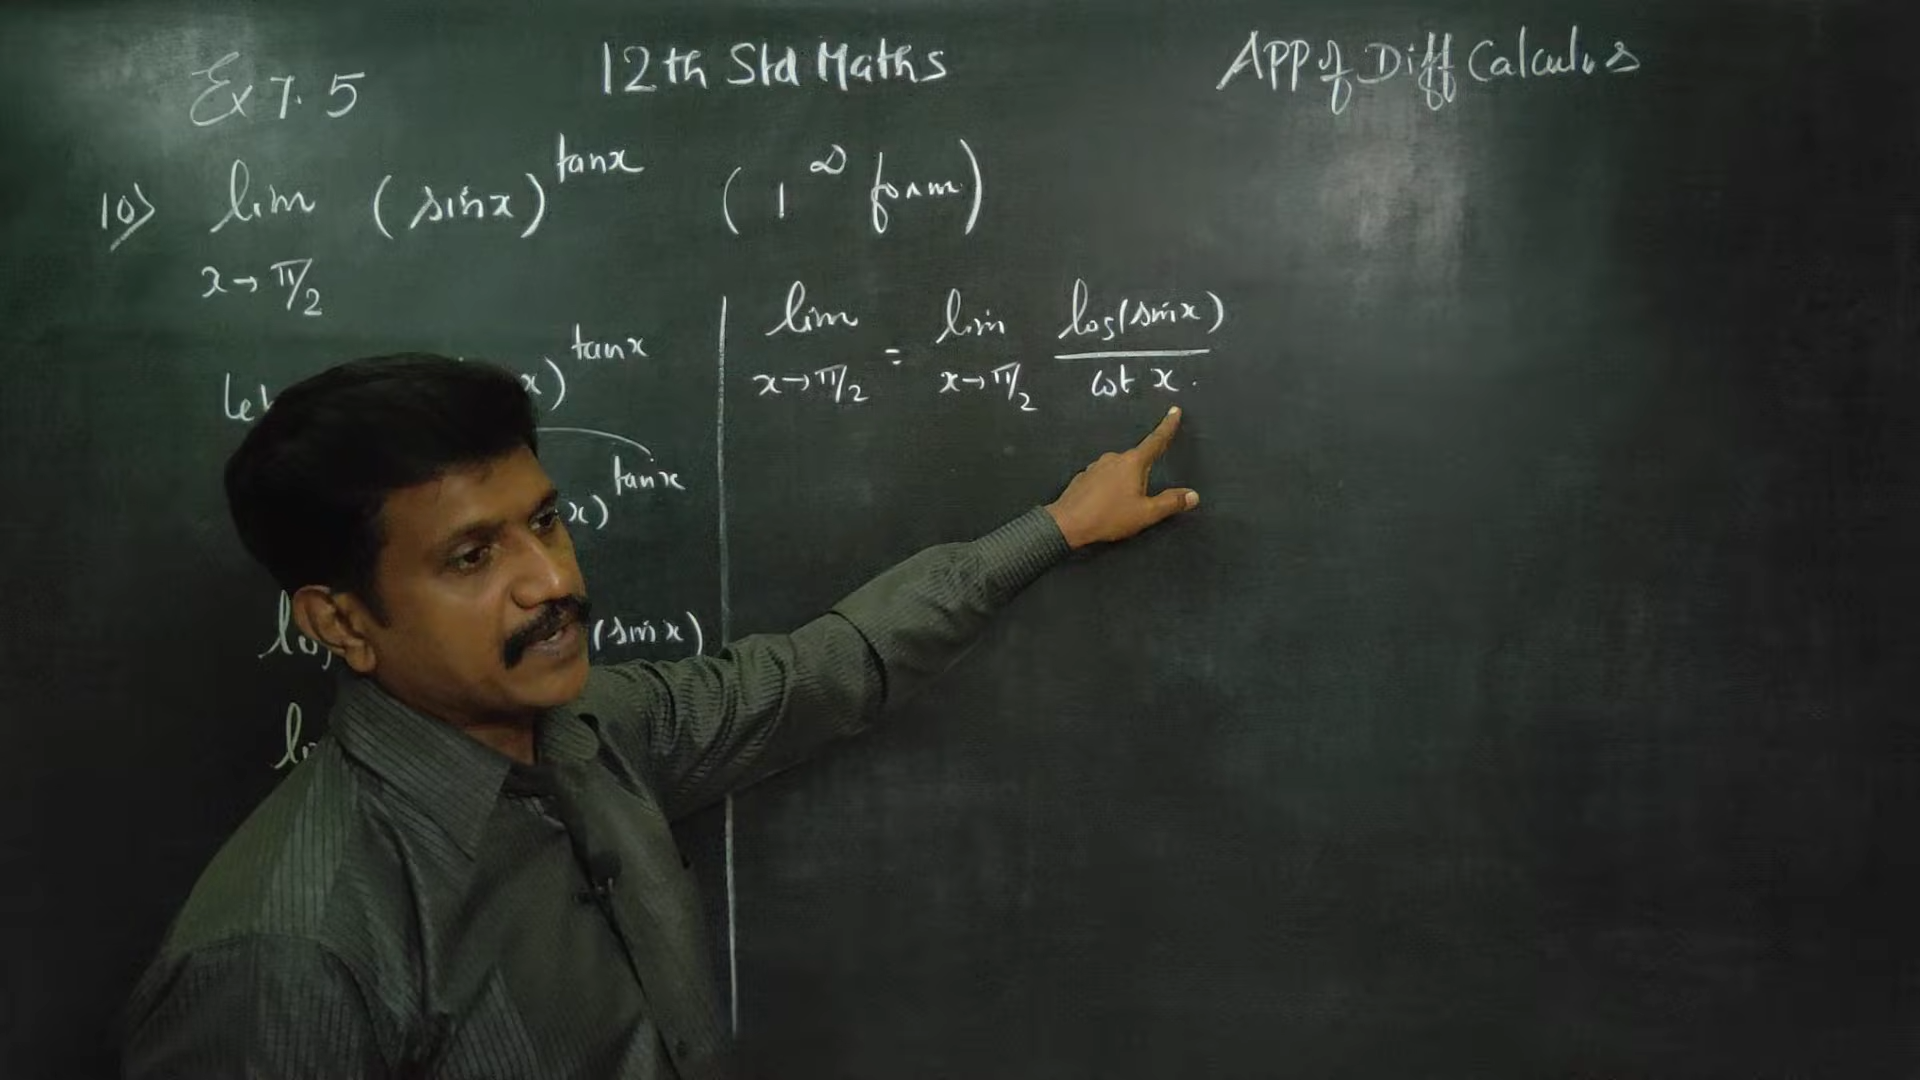 Ex 7.5
12th Std Maths
APP of Diff Calculus
10) lim (sinx)^tanx (1^∞ form)
x→π/2
tanx
x)
tanx
x)
(sinx)
lim = lim log(sinx)
x→π/2 x→π/2 cot x.